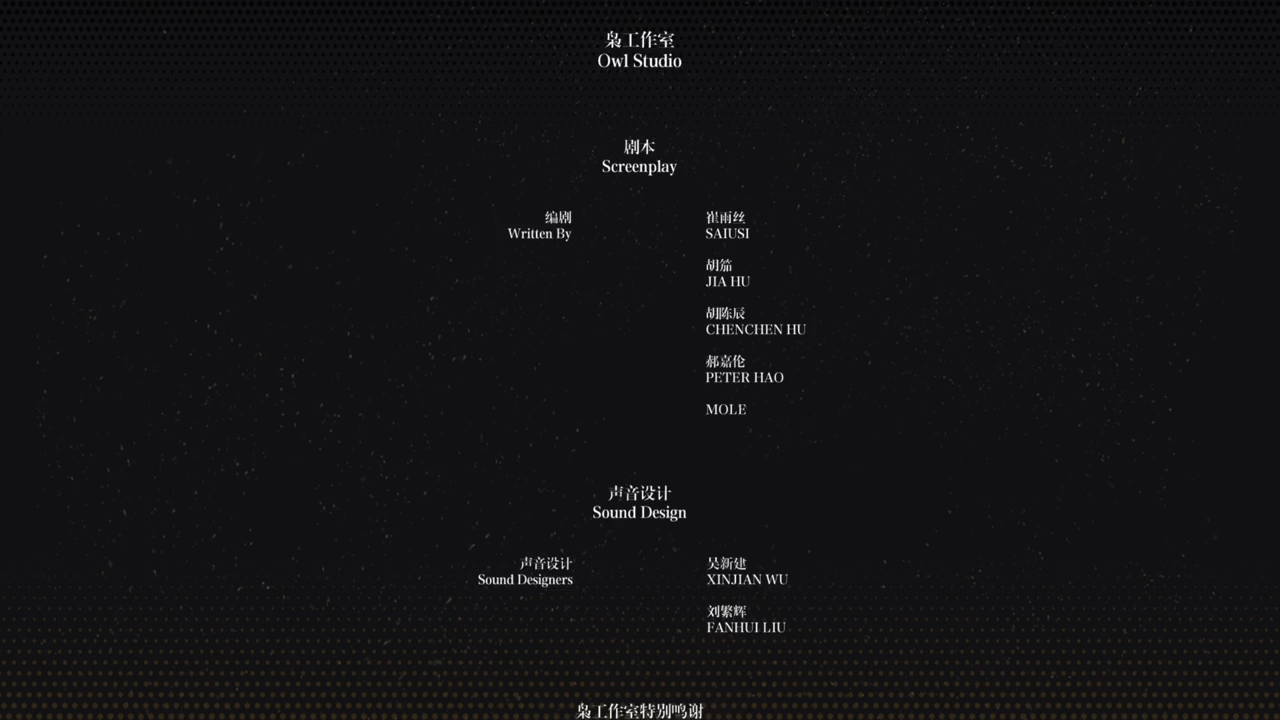 枭工作室
Owl Studio
剧本
Screenplay
编剧
Written By
崔雨丝
SAIUSI
胡笳
JIA HU
胡陈辰
CHENCHEN HU
郝嘉伦
PETER HAO
MOLE
声音设计
Sound Design
声音设计
Sound Designers
吴新建
XINJIAN WU
刘繁辉
FANHUI LIU
枭工作室特别鸣谢